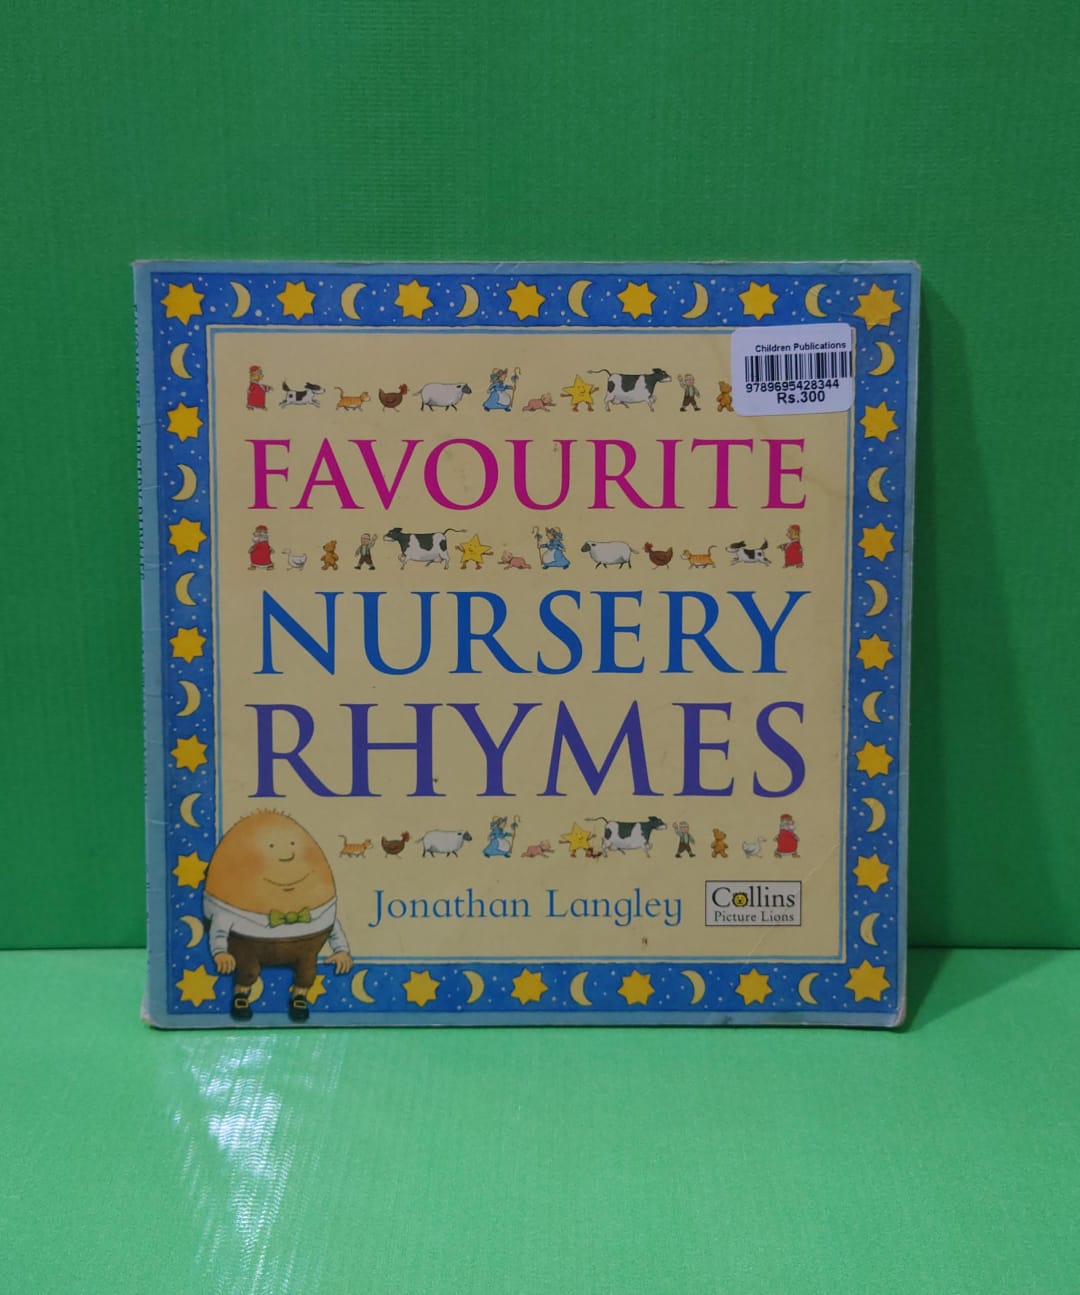 Children Publications
9789695428344
Rs.300
FAVOURITE
NURSERY
RHYMES
Jonathan Langley
Collins
Picture Lions